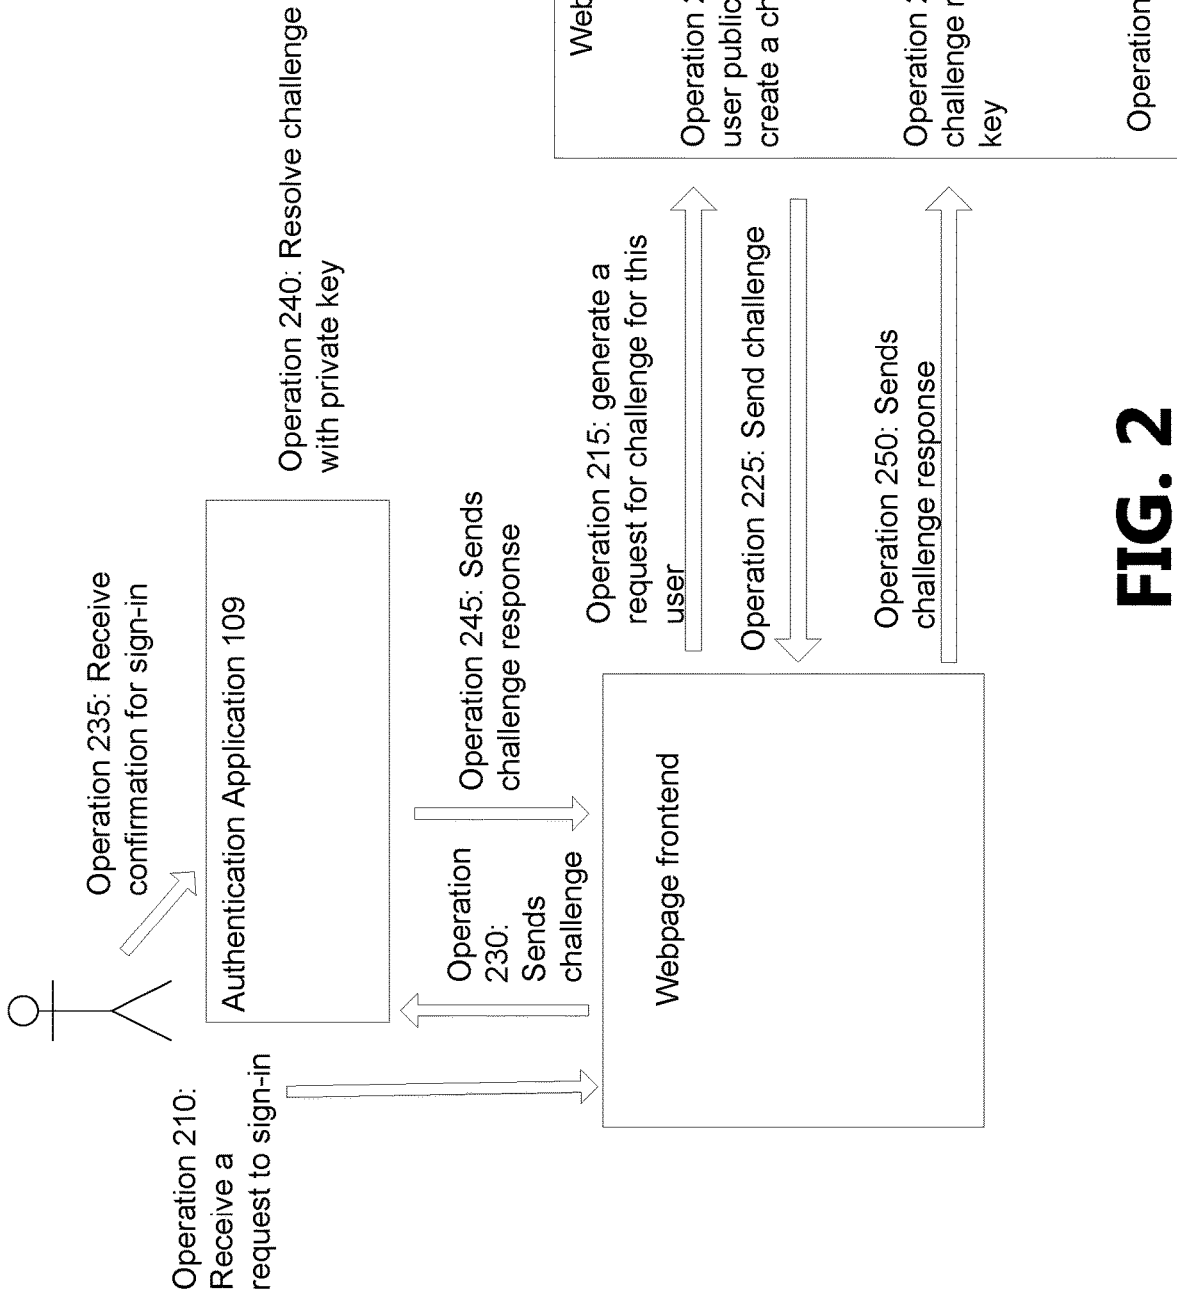 Operation 235: Receive
confirmation for sign-in
Operation 210:
Receive a
request to sign-in
Authentication Application 109
Operation 240: Resolve challenge
with private key
Operation
230:
Sends
challenge
Operation 245: Sends
challenge response
Webpage frontend
Operation 215: generate a
request for challenge for this
user
Operation 225: Send challenge
Operation 250: Sends
challenge response
Operation
user public
create a
Operation
challenge
key
Operation
FIG. 2